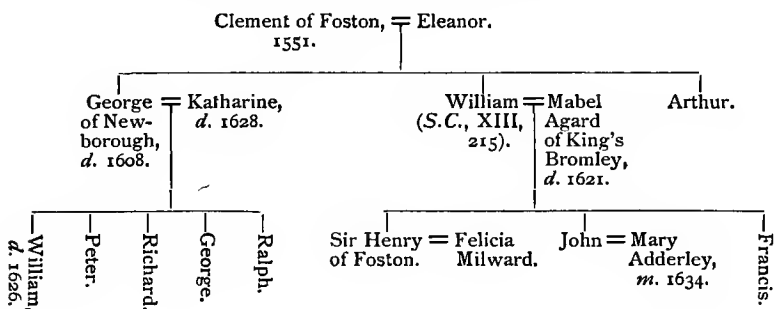 Clement of Foston, = Eleanor.
1551.
George = Katharine,
of New- d. 1628.
borough,
d. 1608.
William = Mabel
(S.C., XIII, Agard
215). of King's
Bromley,
d. 1621.
Arthur.
William,
d. 1626.
Peter.
Richard.
George.
Ralph.
Sir Henry = Felicia
of Foston. Milward.
John = Mary
Adderley,
m. 1634.
Francis.